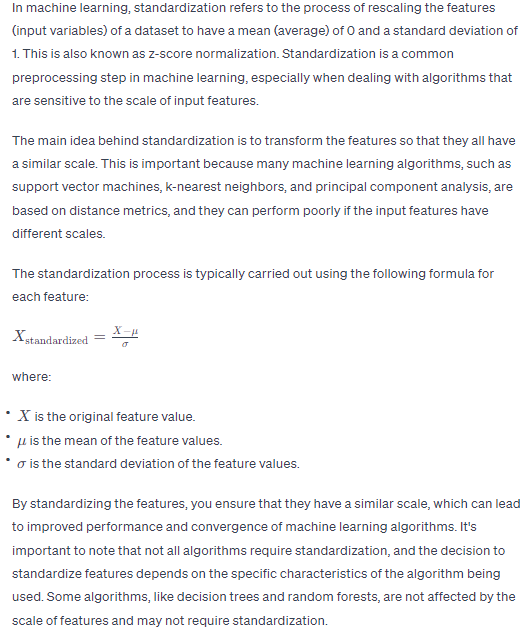 In machine learning, standardization refers to the process of rescaling the features
(input variables) of a dataset to have a mean (average) of 0 and a standard deviation of
1. This is also known as z-score normalization. Standardization is a common
preprocessing step in machine learning, especially when dealing with algorithms that
are sensitive to the scale of input features.
The main idea behind standardization is to transform the features so that they all have
a similar scale. This is important because many machine learning algorithms, such as
support vector machines, k-nearest neighbors, and principal component analysis, are
based on distance metrics, and they can perform poorly if the input features have
different scales.
The standardization process is typically carried out using the following formula for
each feature:
X_standardized = (X−μ)/σ
where:
• X is the original feature value.
• μ is the mean of the feature values.
• σ is the standard deviation of the feature values.
By standardizing the features, you ensure that they have a similar scale, which can lead
to improved performance and convergence of machine learning algorithms. It's
important to note that not all algorithms require standardization, and the decision to
standardize features depends on the specific characteristics of the algorithm being
used. Some algorithms, like decision trees and random forests, are not affected by the
scale of features and may not require standardization.